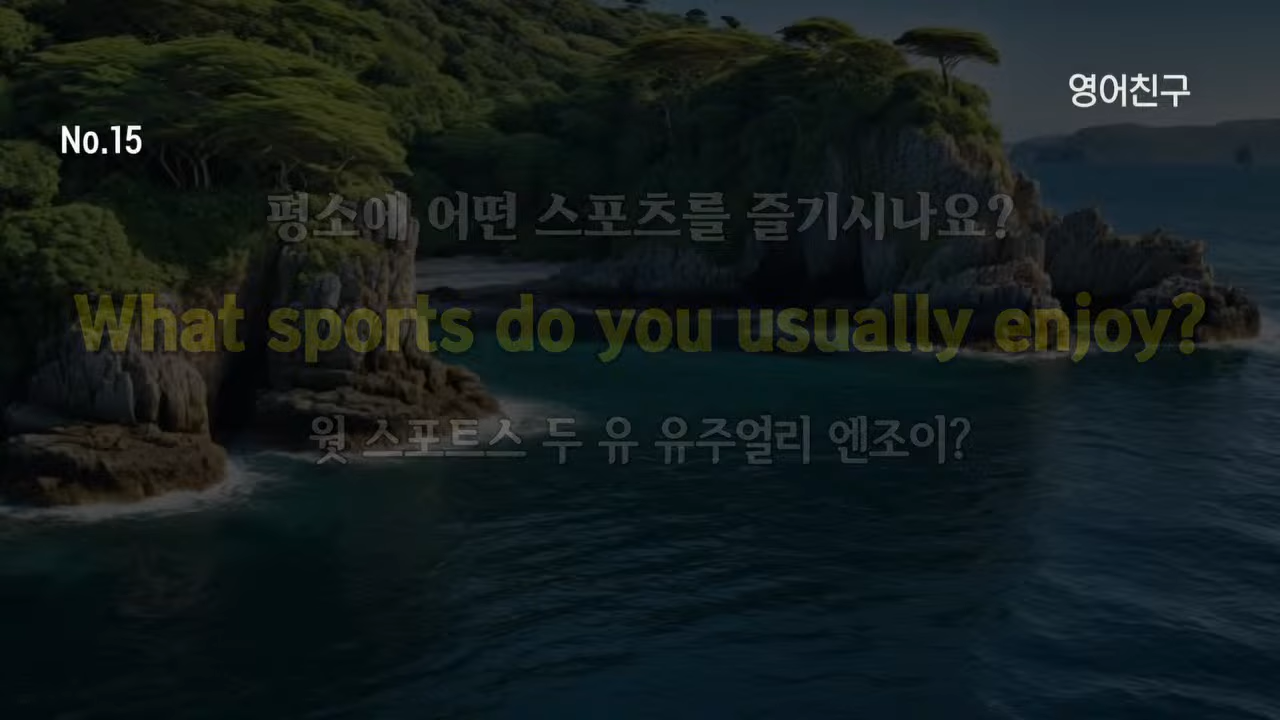 영어친구
No.15
평소에 어떤 스포츠를 즐기시나요?
What sports do you usually enjoy?
왓 스포트스 두 유 유주얼리 엔조이?